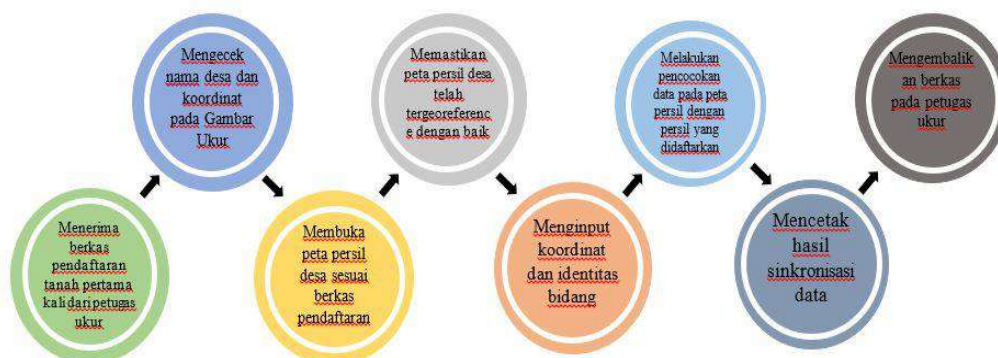 Menerima
berkas
pendaftaran
tanah pertama
kali dari petugas
ukur
Mengecek
nama desa dan
koordinat
pada Gambar
Ukur
Membuka
peta persil
desa sesuai
berkas
pendaftaran
Memastikan
peta persil desa
telah
tergeoreferenc
e dengan baik
Menginput
koordinat
dan identitas
bidang
Melakukan
pencocokan
data pada peta
persil dengan
persil yang
didaftarkan
Mencetak
hasil
sinkronisasi
data
Mengembalik
an berkas
pada petugas
ukur